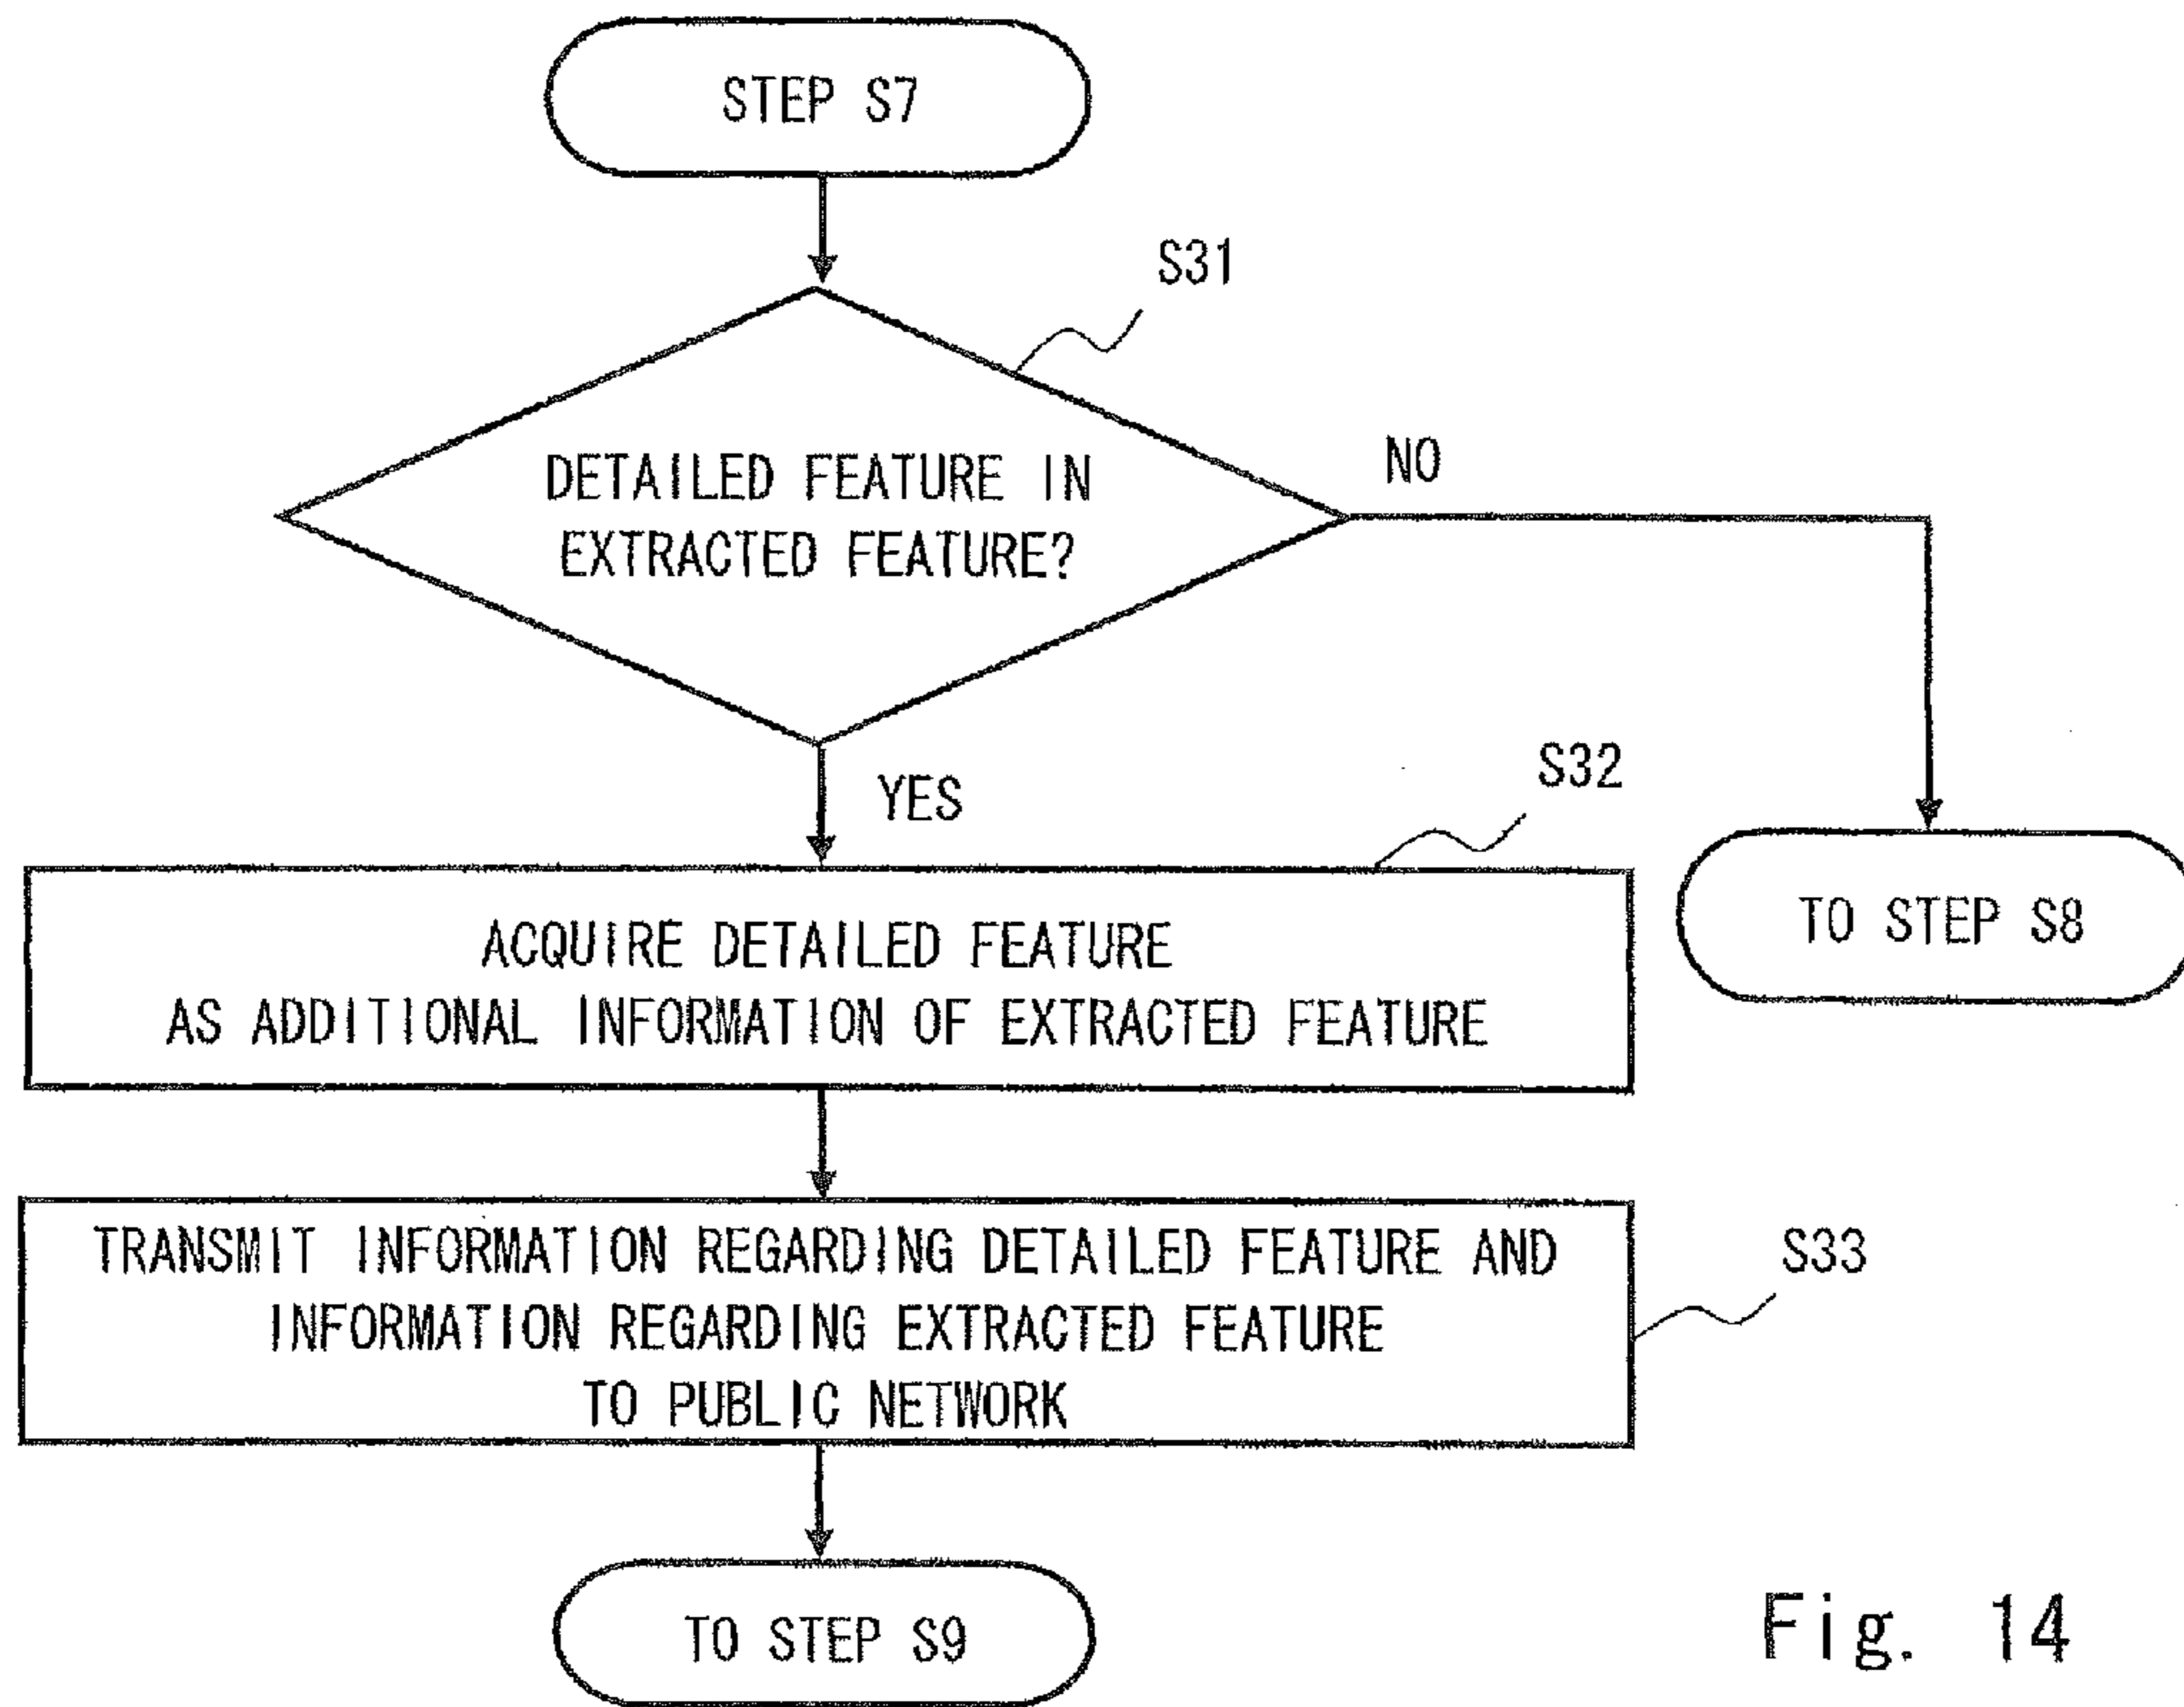 STEP S7
S31
DETAILED FEATURE IN
EXTRACTED FEATURE?
NO
YES
S32
ACQUIRE DETAILED FEATURE
AS ADDITIONAL INFORMATION OF EXTRACTED FEATURE
TO STEP S8
TRANSMIT INFORMATION REGARDING DETAILED FEATURE AND
INFORMATION REGARDING EXTRACTED FEATURE
TO PUBLIC NETWORK
S33
TO STEP S9
Fig. 14